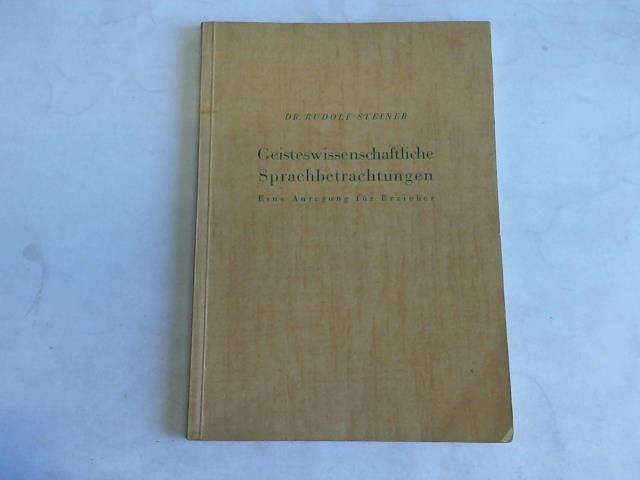 DR. RUDOLF STEINER
Geisteswissenschaftliche
Sprachbetrachtungen
Eine Anregung für Erzieher